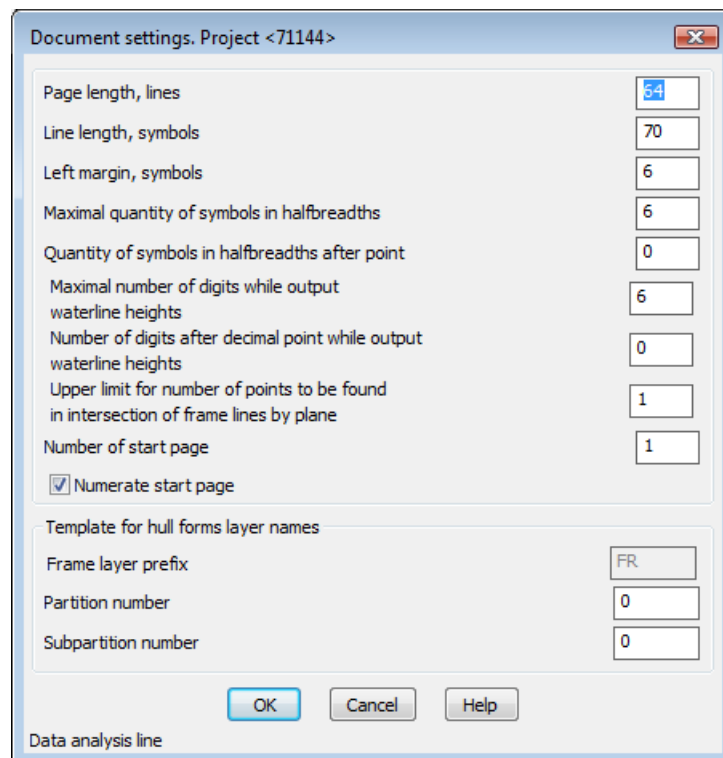 Document settings. Project <71144>
Page length, lines 64
Line length, symbols 70
Left margin, symbols 6
Maximal quantity of symbols in halfbreadths 6
Quantity of symbols in halfbreadths after point 0
Maximal number of digits while output
waterline heights 6
Number of digits after decimal point while output
waterline heights 0
Upper limit for number of points to be found
in intersection of frame lines by plane 1
Number of start page 1
Numerate start page
Template for hull forms layer names
Frame layer prefix FR
Partition number 0
Subpartition number 0
OK Cancel Help
Data analysis line